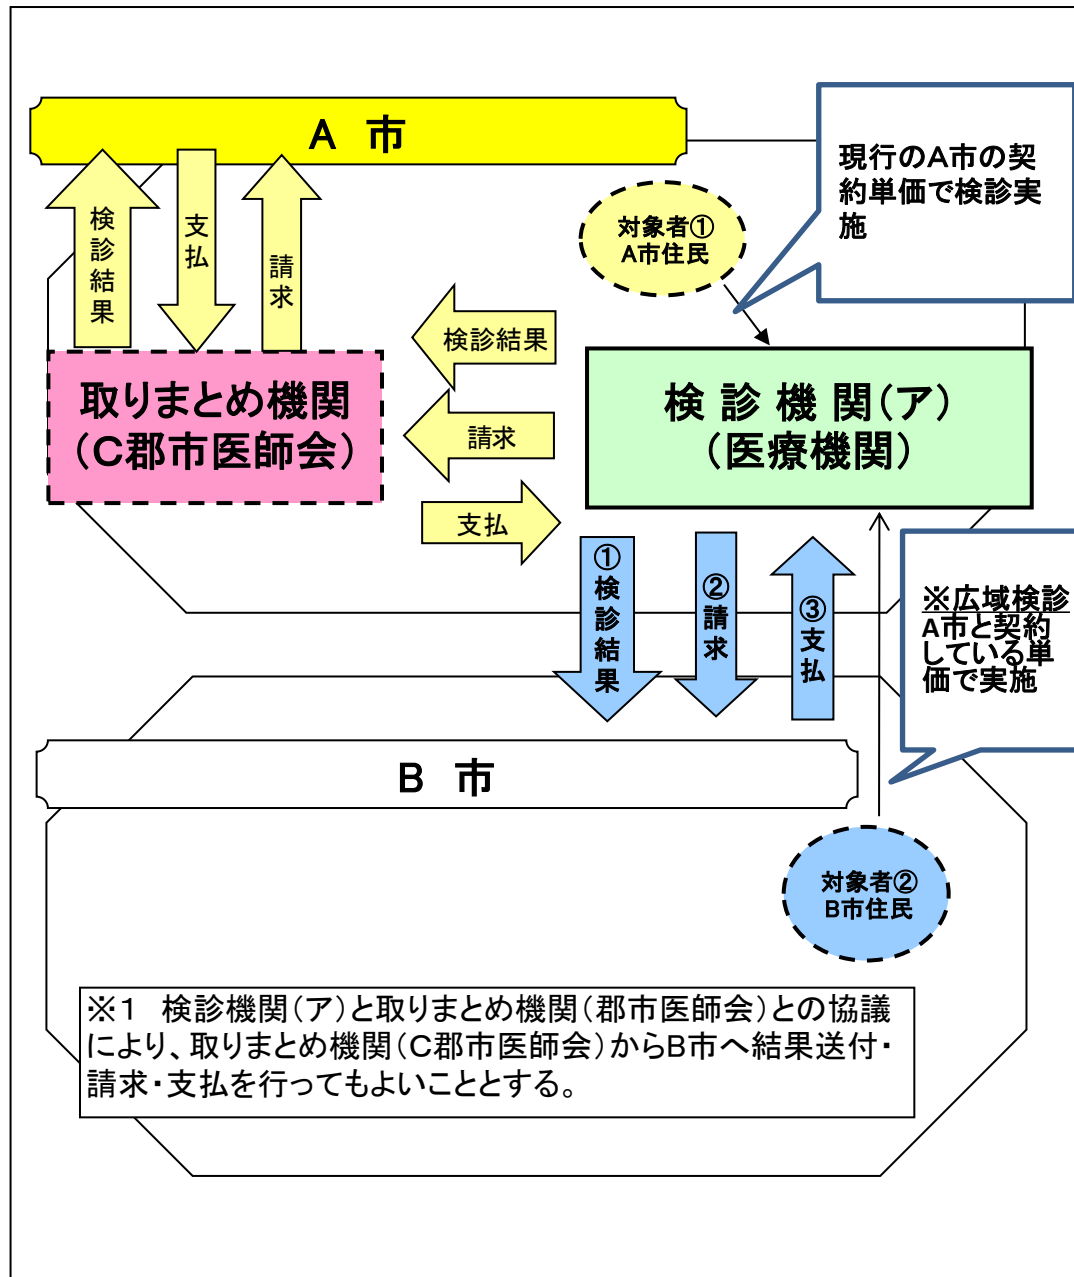 A 市
現行のA市の契
約単価で検診実
施
対象者①
A市住民
検診結果
支払
請求
検診結果
請求
支払
取りまとめ機関
(C郡市医師会)
検 診 機 関(ア)
(医療機関)
①検診結果
②請求
③支払
※広域検診
A市と契約
している単
価で実施
B 市
対象者②
B市住民
※1 検診機関(ア)と取りまとめ機関(郡市医師会)との協議
により、取りまとめ機関(C郡市医師会)からB市へ結果送付・
請求・支払を行ってもよいこととする。